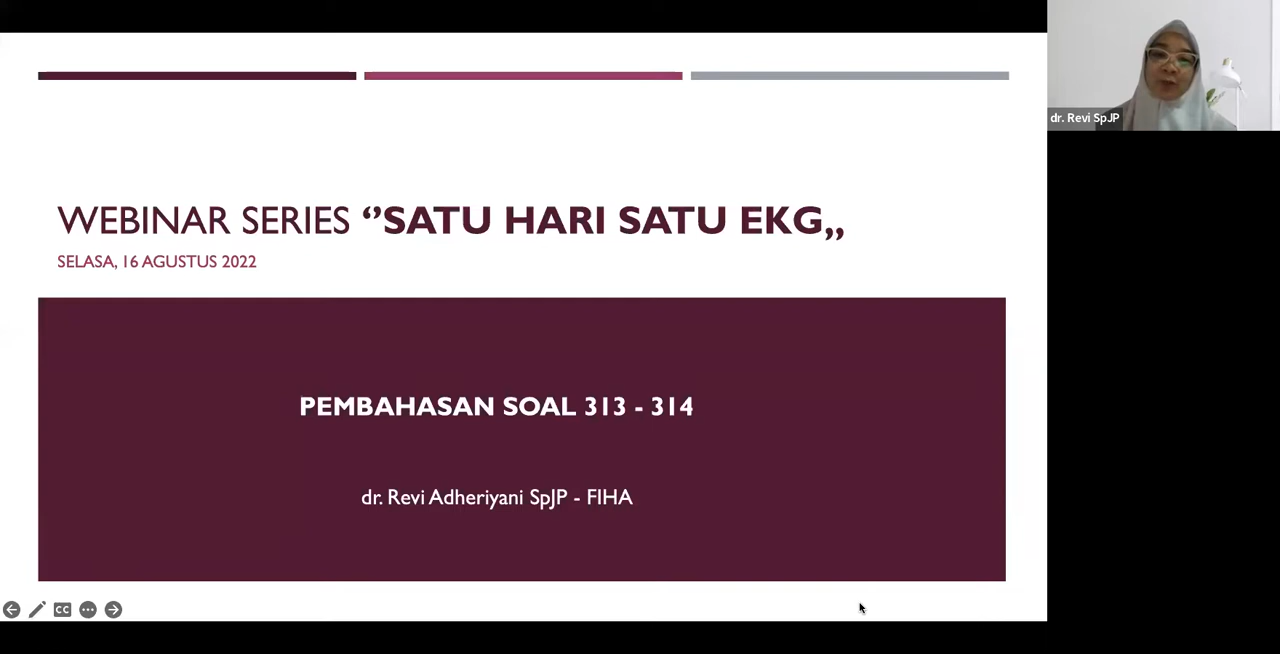 WEBINAR SERIES ‘’SATU HARI SATU EKG,,
SELASA, 16 AGUSTUS 2022
PEMBAHASAN SOAL 313 - 314
dr. Revi Adheriyani SpJP - FIHA
dr. Revi SpJP
CC